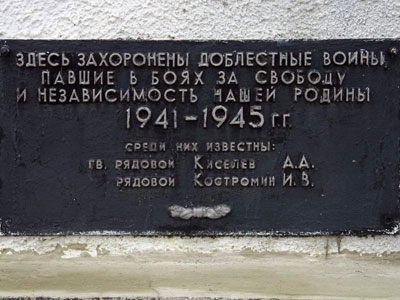 ЗДЕСЬ ЗАХОРОНЕНЫ ДОБЛЕСТНЫЕ ВОИНЫ,
ПАВШИЕ В БОЯХ ЗА СВОБОДУ
И НЕЗАВИСИМОСТЬ НАШЕЙ РОДИНЫ
1941-1945 г.г.
СРЕДИ НИХ ИЗВЕСТНЫ:
ГВ. РЯДОВОЙ КИСЕЛЕВ А.А.
РЯДОВОЙ КОСТРОМИН И.В.